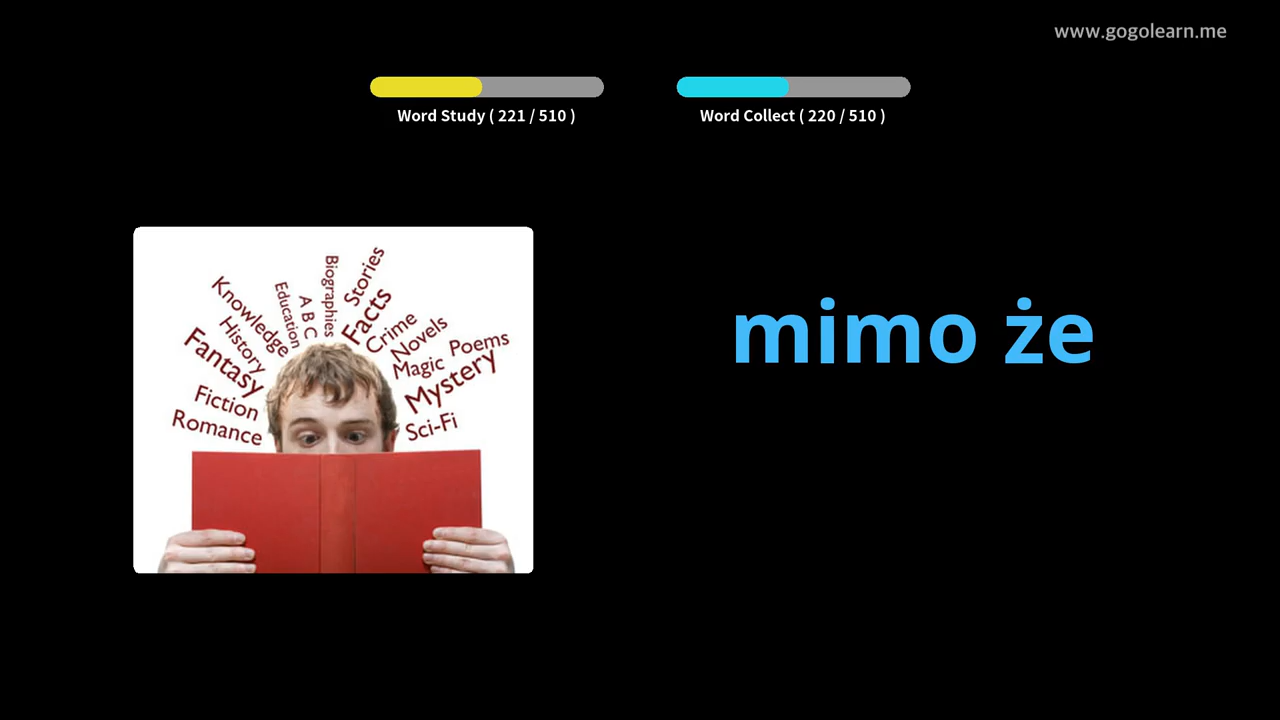 www.gogolearn.me
Word Study ( 221 / 510 )
Word Collect ( 220 / 510 )
Knowledge
History
Fantasy
Fiction
Romance
Education
A B C
Biographies
Stories
Facts
Crime
Novels
Magic
Poems
Mystery
Sci-Fi
mimo że